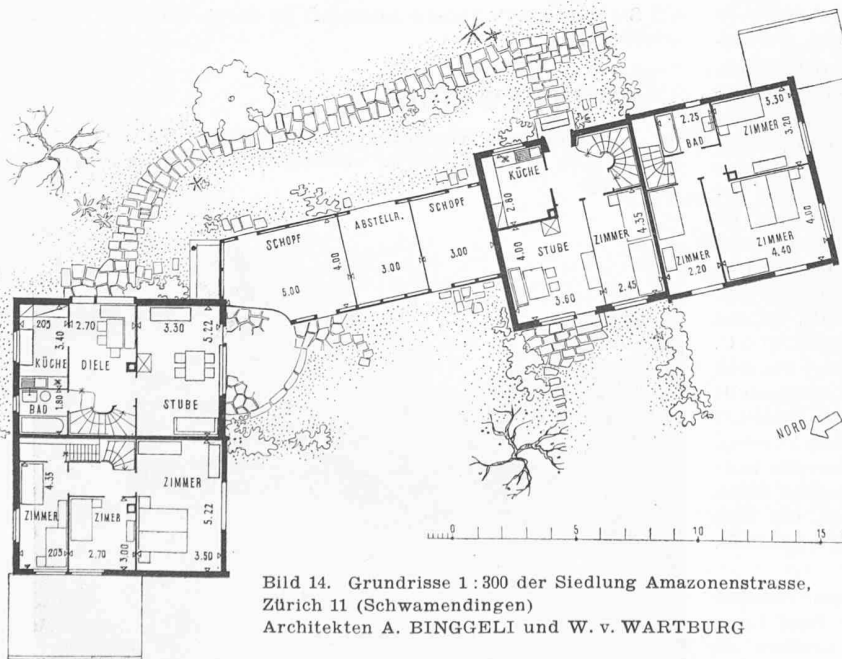 KÜCHE
2.80
STUBE
4.00
3.60
ZIMMER
4.35
2.45
BAD
2.25
ZIMMER
3.30
3.20
ZIMMER
2.20
ZIMMER
4.40
4.00
SCHOPF
5.00
4.00
ABSTELLR.
3.00
SCHOPF
3.00
205
2.70
3.30
5.22
3.40
KÜCHE
DIELE
BAD
1.80
STUBE
ZIMMER
4.35
203
ZIMER
2.70
3.00
ZIMMER
5.22
3.50
NORD
0 5 10 15
Bild 14. Grundrisse 1 : 300 der Siedlung Amazonenstrasse,
Zürich 11 (Schwamendingen)
Architekten A. BINGGELI und W. v. WARTBURG